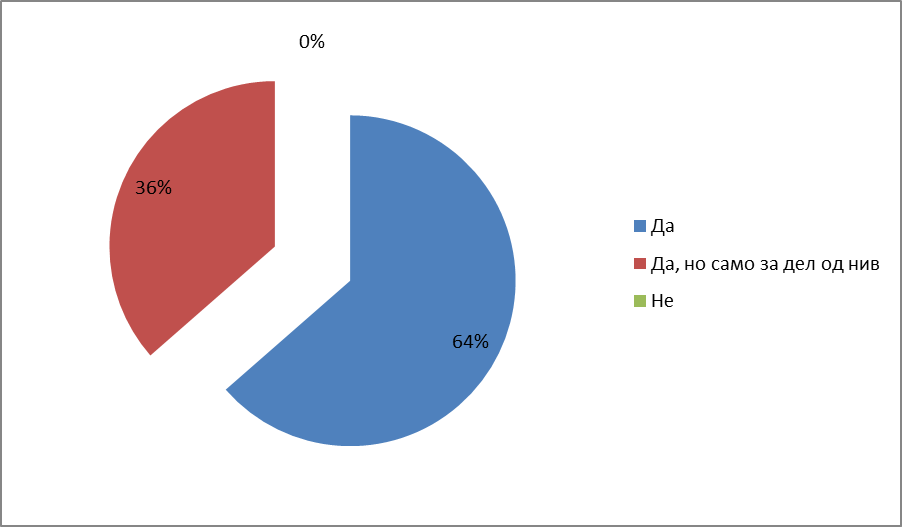 0%
36%
64%
Да
Да, но само за дел од нив
Не